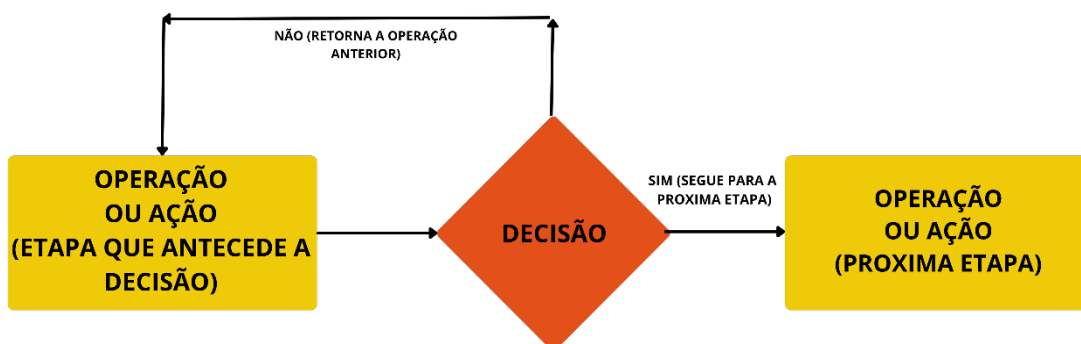 NÃO (RETORNA A OPERAÇÃO
ANTERIOR)
OPERAÇÃO
OU AÇÃO
(ETAPA QUE ANTECEDE A
DECISÃO)
DECISÃO
SIM (SEGUE PARA A
PROXIMA ETAPA)
OPERAÇÃO
OU AÇÃO
(PROXIMA ETAPA)